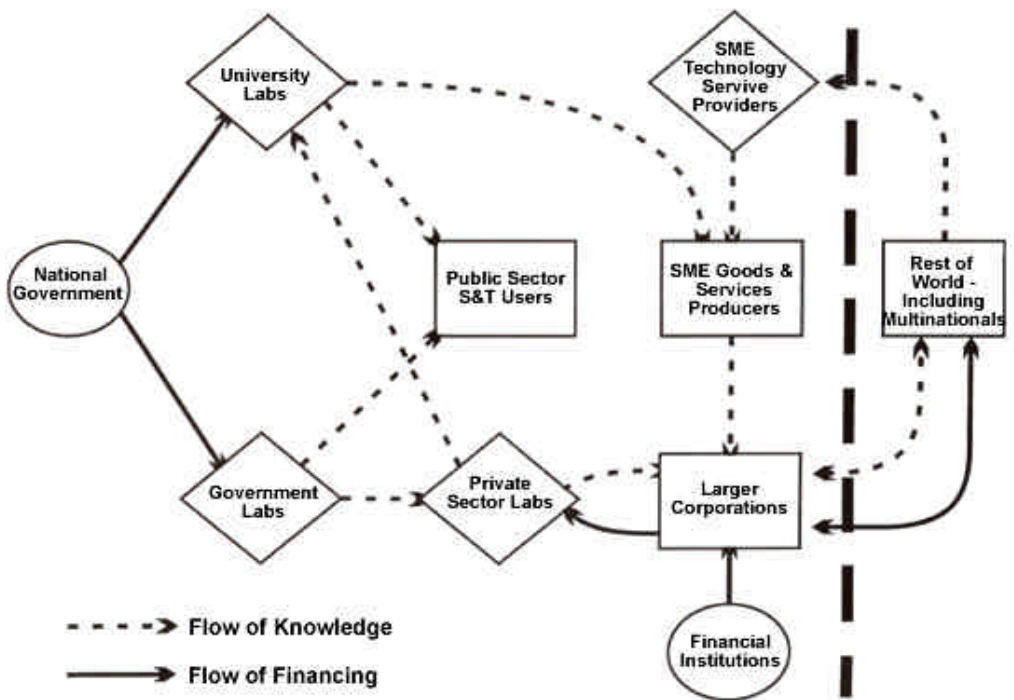 University
Labs
SME
Technology
Servive
Providers
National
Government
Public Sector
S&T Users
SME Goods &
Services
Producers
Rest of
World -
Including
Multinationals
Government
Labs
Private
Sector Labs
Larger
Corporations
Financial
Institutions
Flow of Knowledge
Flow of Financing